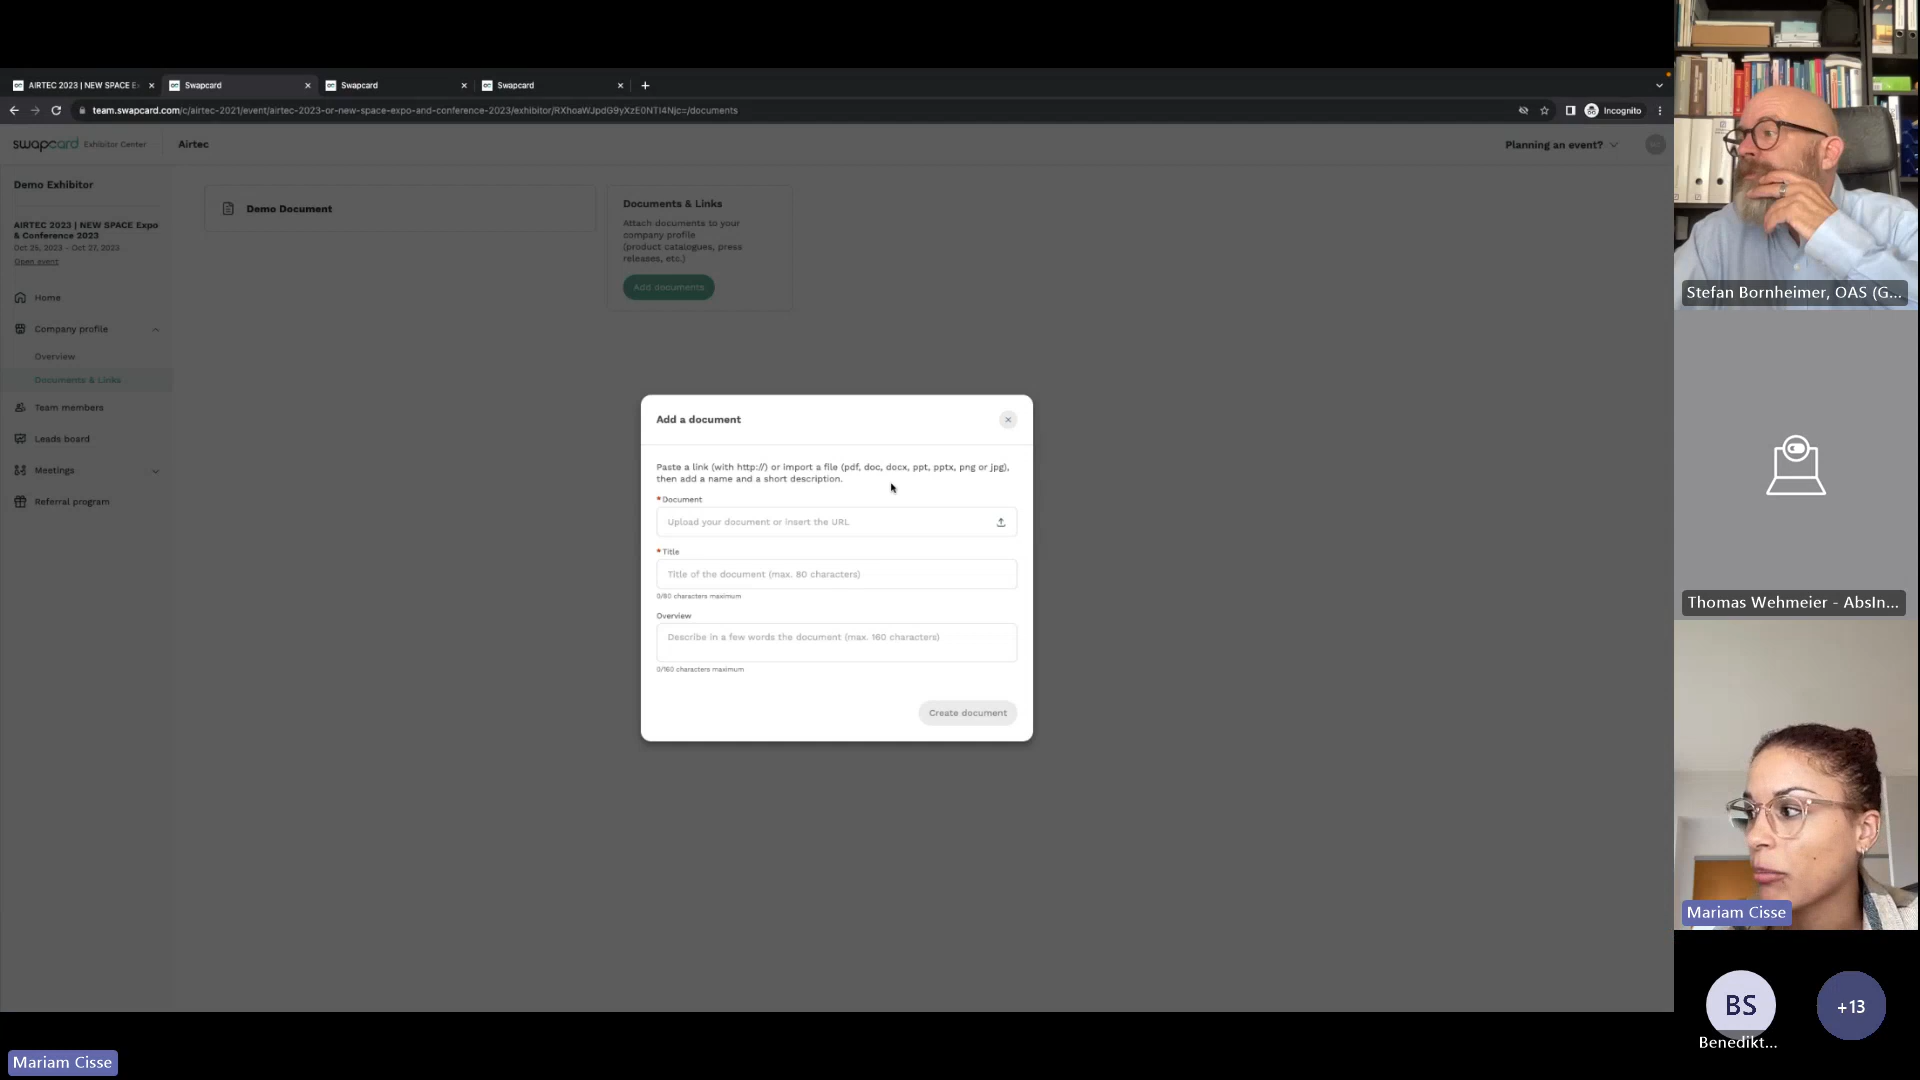 AIRTEC 2023 | NEW SPACE E
Swapcard
Swapcard
Swapcard
team.swapcard.com/c/airtec-2021/event/airtec-2023-or-new-space-expo-and-conference-2023/exhibitor/RXhoaWJpdG9yXzE0NTI4Njc=/documents
Incognito
swapcard Exhibitor Center
Airtec
Planning an event?
Demo Exhibitor
AIRTEC 2023 | NEW SPACE Expo
& Conference 2023
Oct 25, 2023 - Oct 27, 2023
Open event
Home
Company profile
Overview
Documents & Links
Team members
Leads board
Meetings
Referral program
Demo Document
Documents & Links
Attach documents to your
company profile
(product catalogues, press
releases, etc.)
Add documents
Add a document
Paste a link (with http://) or import a file (pdf, doc, docx, ppt, pptx, png or jpg),
then add a name and a short description.
* Document
Upload your document or insert the URL
* Title
Title of the document (max. 80 characters)
0/80 characters maximum
Overview
Describe in a few words the document (max. 160 characters)
0/160 characters maximum
Create document
Stefan Bornheimer, OAS (G...
Thomas Wehmeier - AbsIn...
Mariam Cisse
BS
Benedikt...
+13
Mariam Cisse